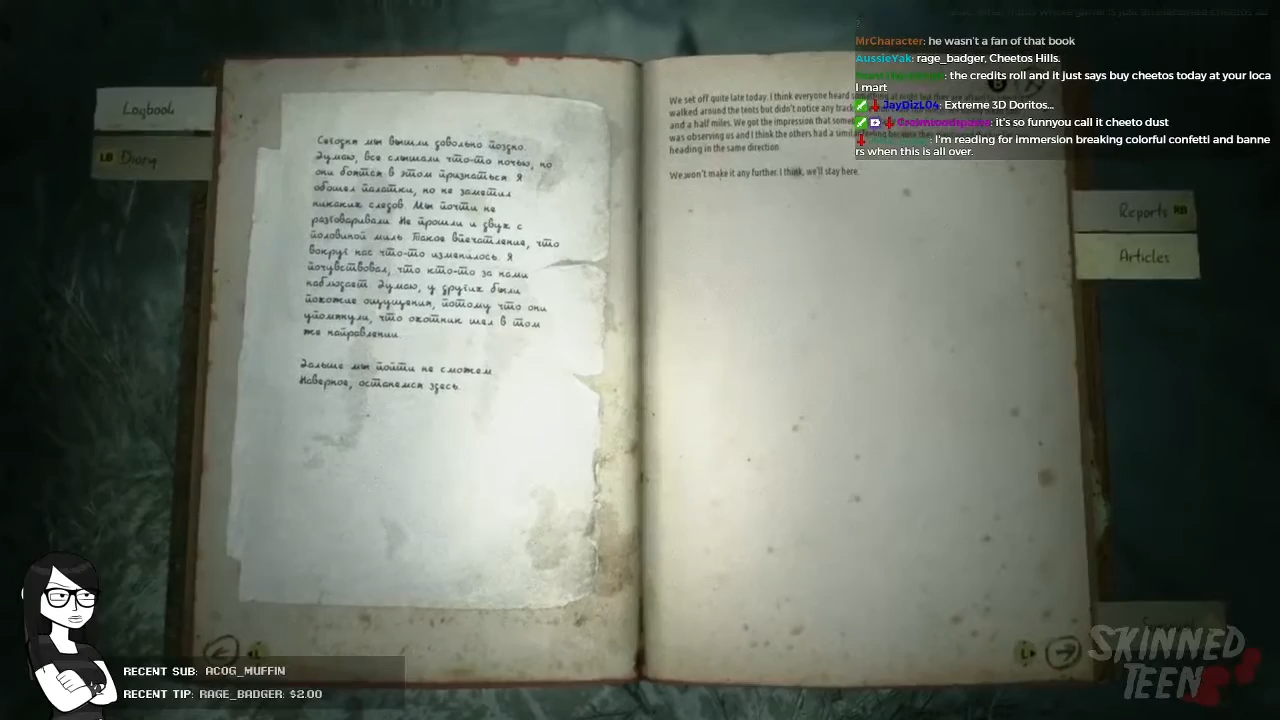 MrCharacter: he wasn't a fan of that book
AussieYak: rage_badger, Cheetos Hills.
: the credits roll and it just says buy cheetos today at your loca
l mart
JayDizL04: Extreme 3D Doritos...
: it's so funnyou call it cheeto dust
: I'm reading for immersion breaking colorful confetti and banne
rs when this is all over.
Logbook
LB Diary
Сегодня мы вышли довольно поздно.
Думаю, все слышали что-то ночью, но
они боятся в этом признаться. Я
обошел палатки, но не заметил
никаких следов. Мы почти не
разговаривали. Не прошли и двух с
половиной миль. Такое впечатление, что
вокруг нас что-то изменилось. Я
почувствовал, что кто-то за нами
наблюдает. Думаю, у других были
похожие ощущения, потому что они
упомянули, что охотник шел в том
же направлении.
Дальше мы пойти не сможем.
Наверное, останемся здесь.
We set off quite late today. I think everyone heard something at night but they are afraid
walked around the tents but didn't notice any
and a half miles. We got the impression that
was observing us and I think the others had a
heading in the same direction.
We won't make it any further. I think, we'll stay here.
Reports RB
Articles
RECENT SUB: ACOG_MUFFIN
RECENT TIP: RAGE_BADGER: $2.00
SKINNED
TEEN